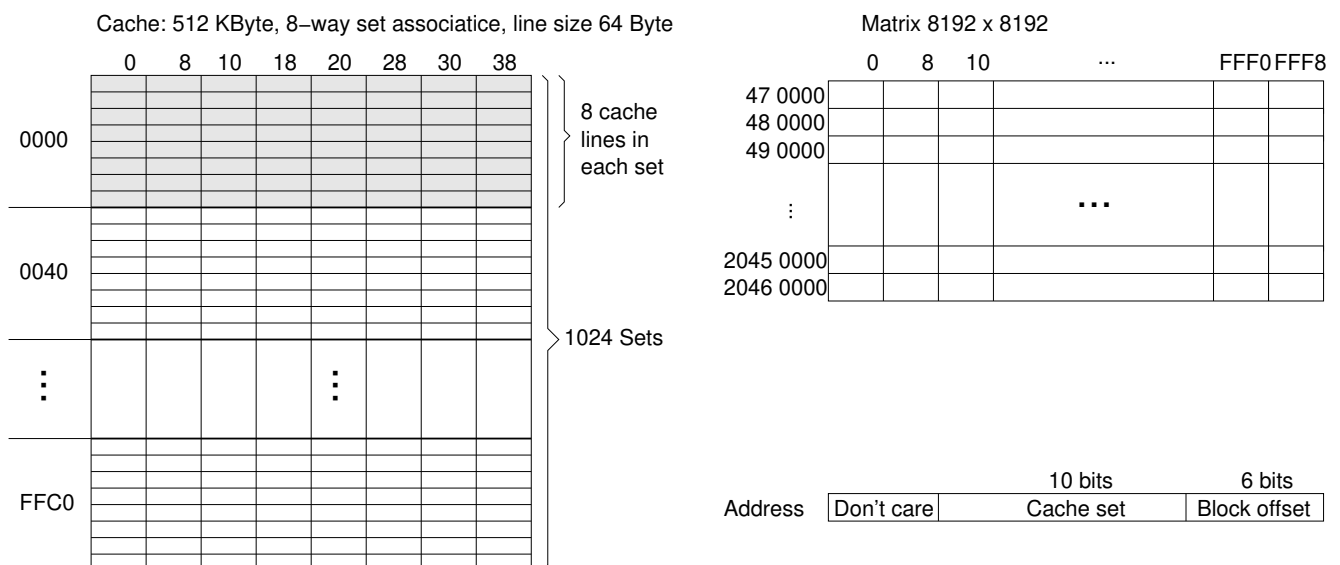 Cache: 512 KByte, 8−way set associatice, line size 64 Byte
0 8 10 18 20 28 30 38
0000
8 cache
lines in
each set
0040
1024 Sets
⋮ ⋮
FFC0
Matrix 8192 x 8192
0 8 10 ... FFF0 FFF8
47 0000
48 0000
49 0000
⋮ ...
2045 0000
2046 0000
10 bits 6 bits
Address Don't care Cache set Block offset